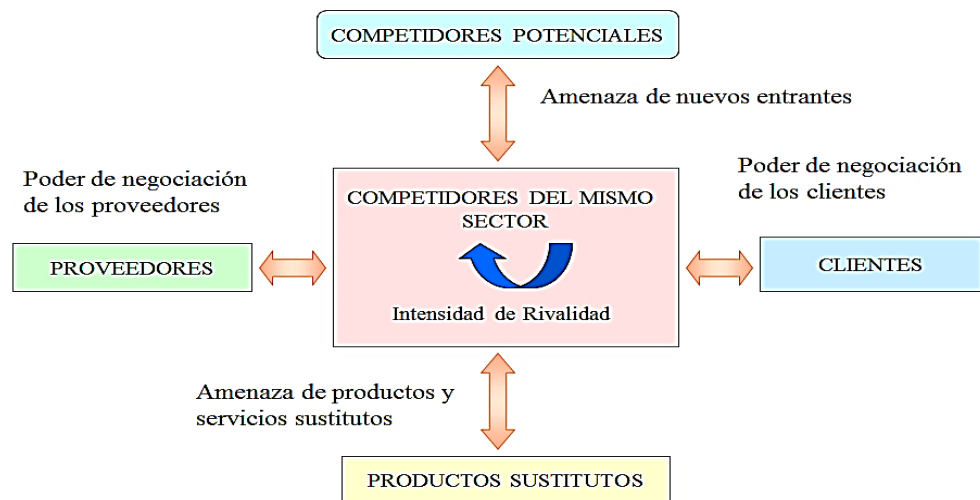 COMPETIDORES POTENCIALES
Amenaza de nuevos entrantes
Poder de negociación
de los proveedores
Poder de negociación
de los clientes
COMPETIDORES DEL MISMO
SECTOR
PROVEEDORES
CLIENTES
Intensidad de Rivalidad
Amenaza de productos y
servicios sustitutos
PRODUCTOS SUSTITUTOS